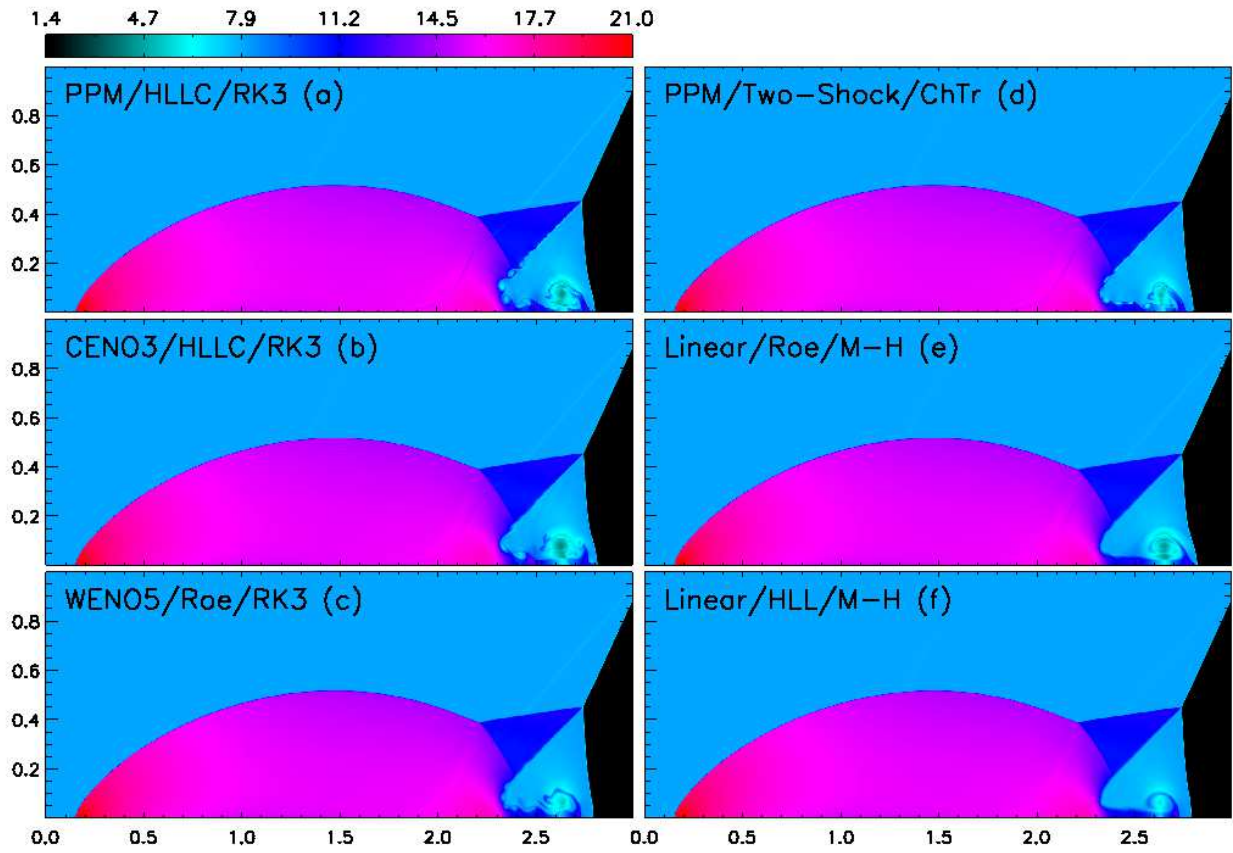 1.4 4.7 7.9 11.2 14.5 17.7 21.0
PPM/HLLC/RK3 (a)
PPM/Two-Shock/ChTr (d)
0.8
0.6
0.4
0.2
CENO3/HLLC/RK3 (b)
Linear/Roe/M-H (e)
0.8
0.6
0.4
0.2
WENO5/Roe/RK3 (c)
Linear/HLL/M-H (f)
0.8
0.6
0.4
0.2
0.0 0.5 1.0 1.5 2.0 2.5 0.0 0.5 1.0 1.5 2.0 2.5